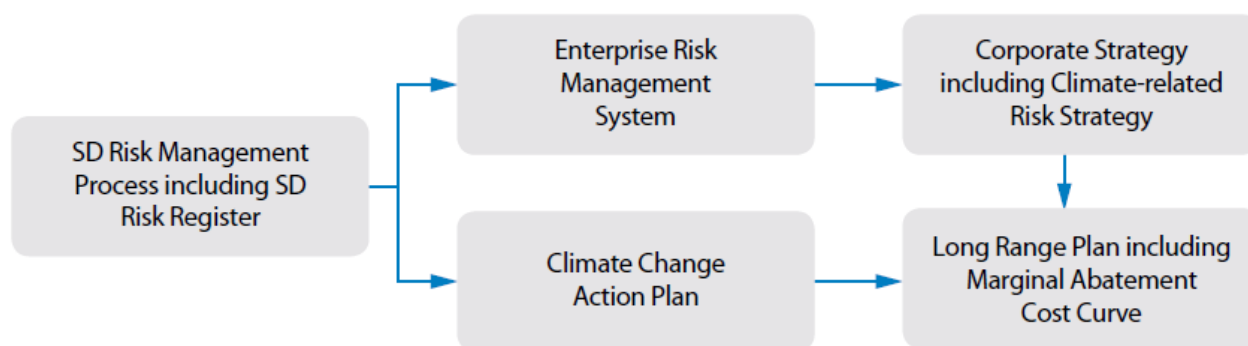 SD Risk Management
Process including SD
Risk Register
Enterprise Risk
Management
System
Corporate Strategy
including Climate-related
Risk Strategy
Climate Change
Action Plan
Long Range Plan including
Marginal Abatement
Cost Curve